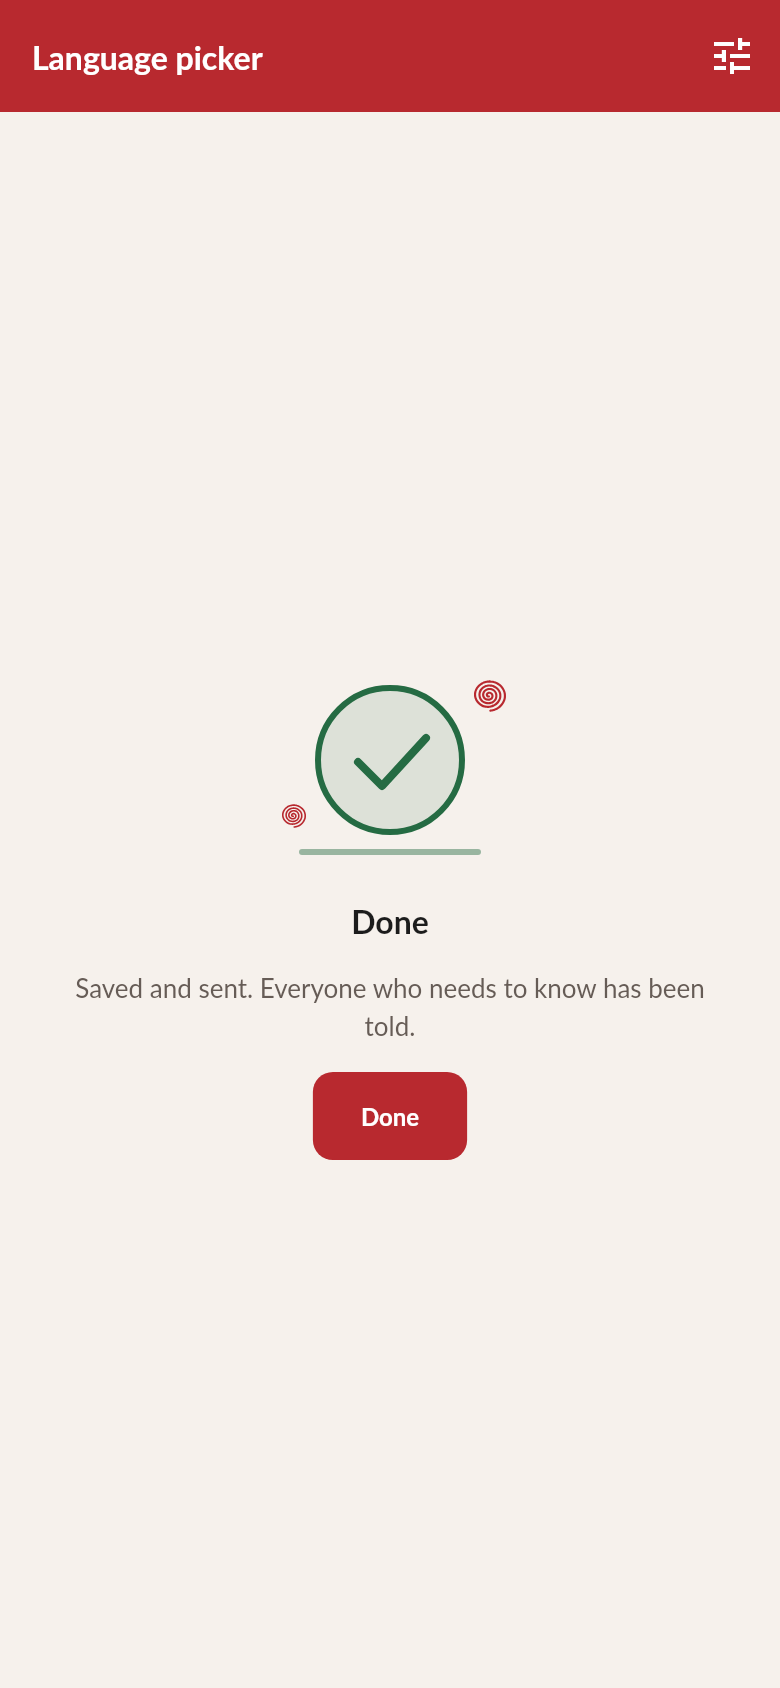 Language picker
Done
Saved and sent. Everyone who needs to know has been
told.
Done